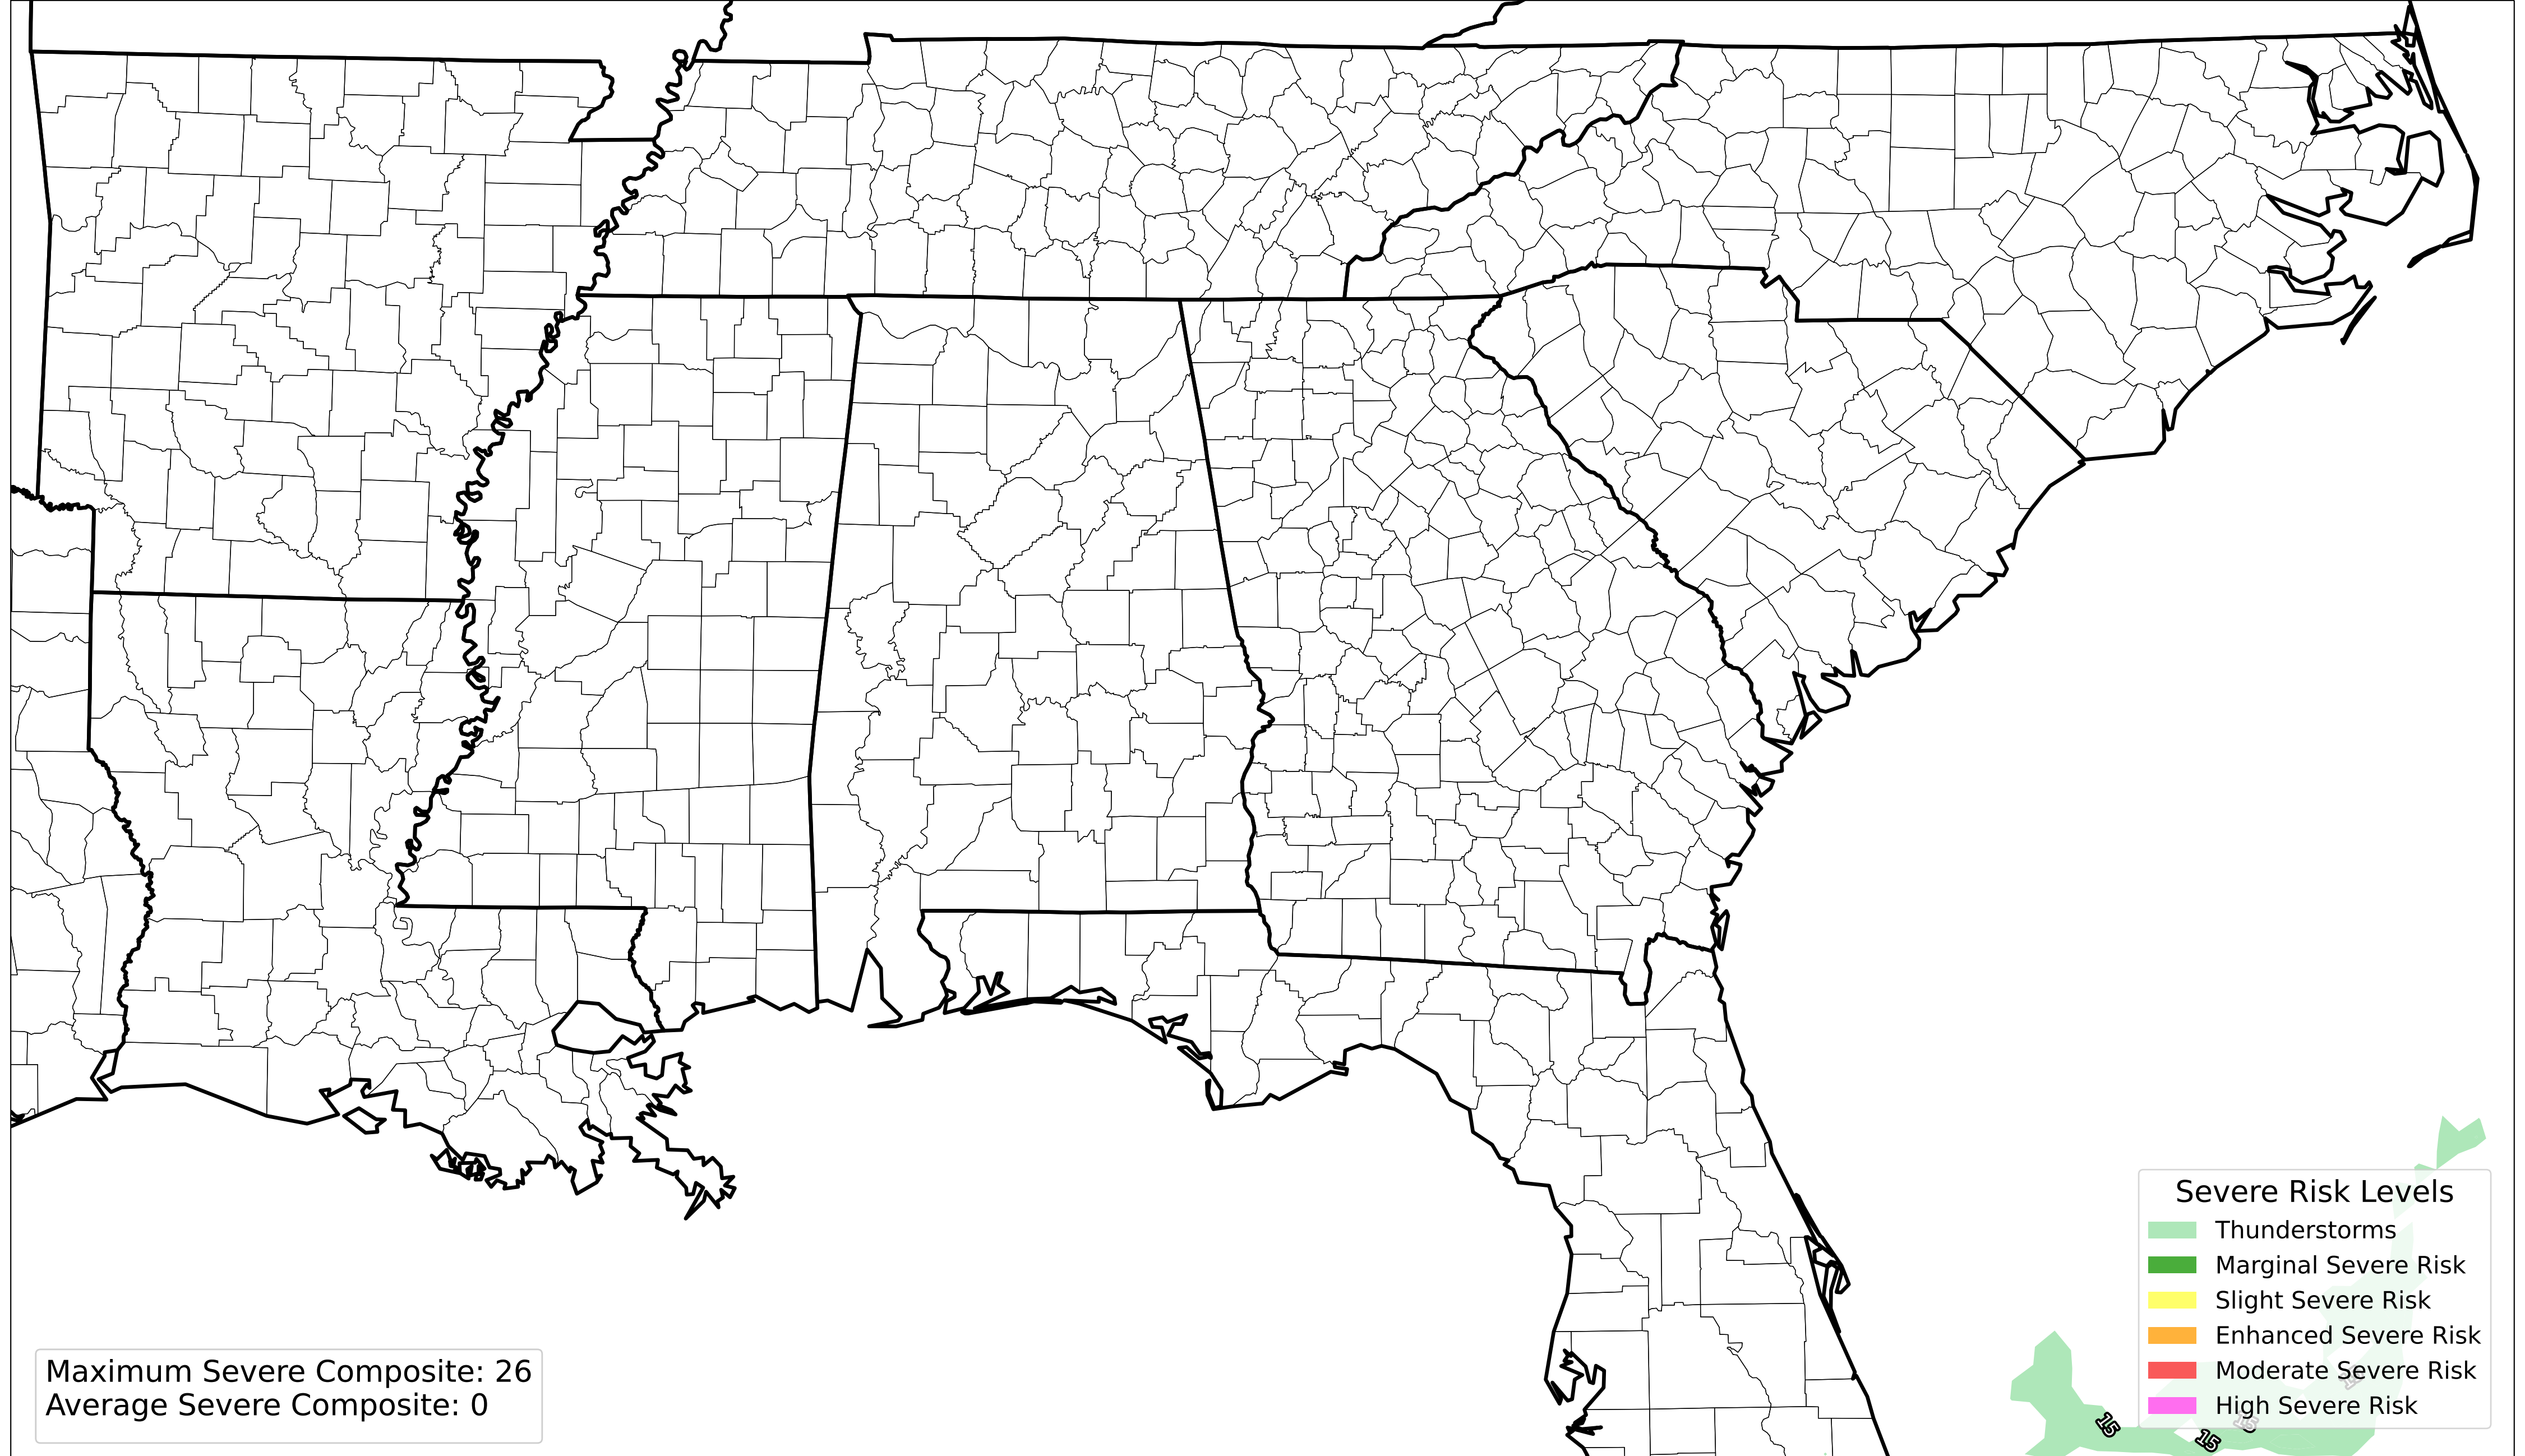 Severe Risk Levels
Thunderstorms
Marginal Severe Risk
Slight Severe Risk
Enhanced Severe Risk
Moderate Severe Risk
High Severe Risk
Maximum Severe Composite: 26
Average Severe Composite: 0
15
15
15